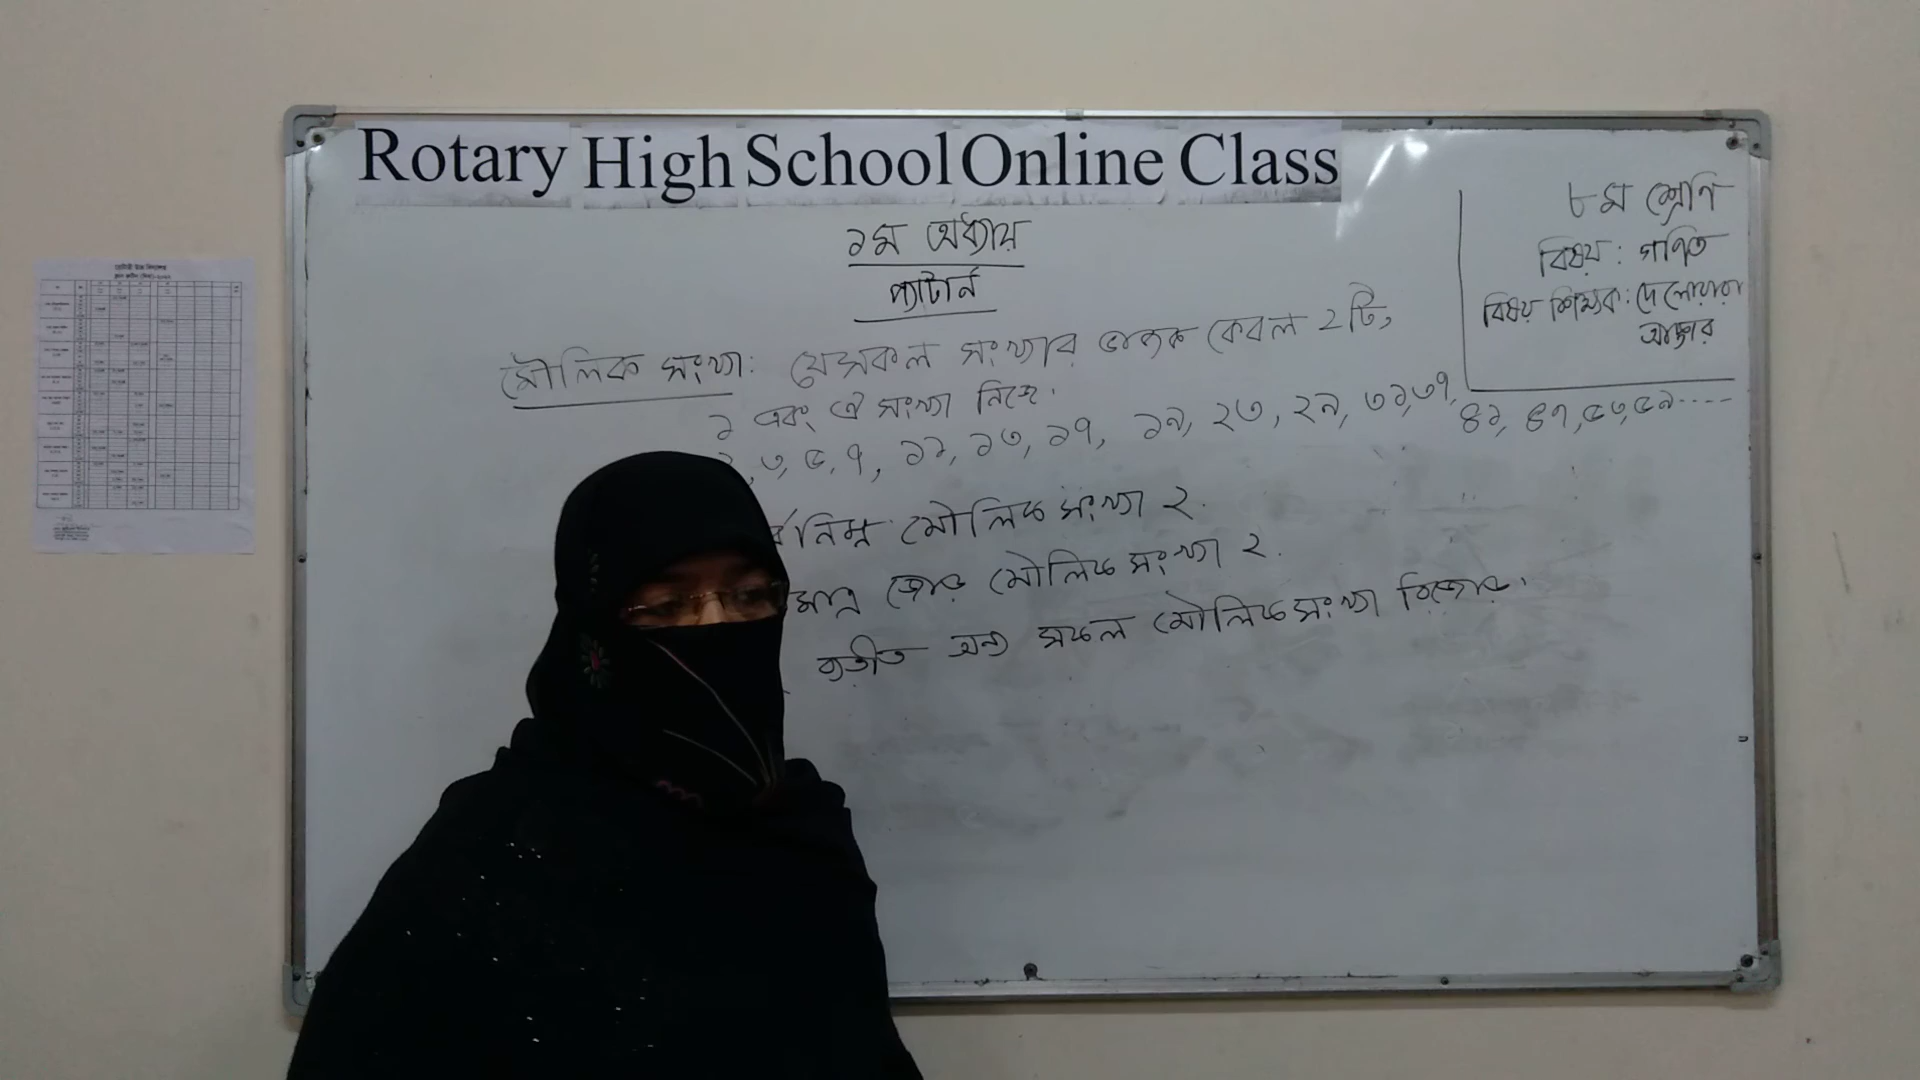 Rotary High School Online Class
১ম অধ্যায়
প্যাটার্ন
৮ম শ্রেণি
বিষয় : গণিত
বিষয় শিক্ষক : দেলোয়ারা
আক্তার
মৌলিক সংখ্যা : যেসকল সংখ্যার ভাজক কেবল ২টি,
১ এবং ঐ সংখ্যা নিজে.
৩, ৫, ৭, ১১, ১৩, ১৭, ১৯, ২৩, ২৯, ৩১, ৩৭, ৪১, ৪৭, ৫৩, ৫৯....
নিম্ন মৌলিক সংখ্যা ২.
মাত্র জোড় মৌলিক সংখ্যা ২.
ব্যতীত অন্য সকল মৌলিক সংখ্যা বিজোড়.